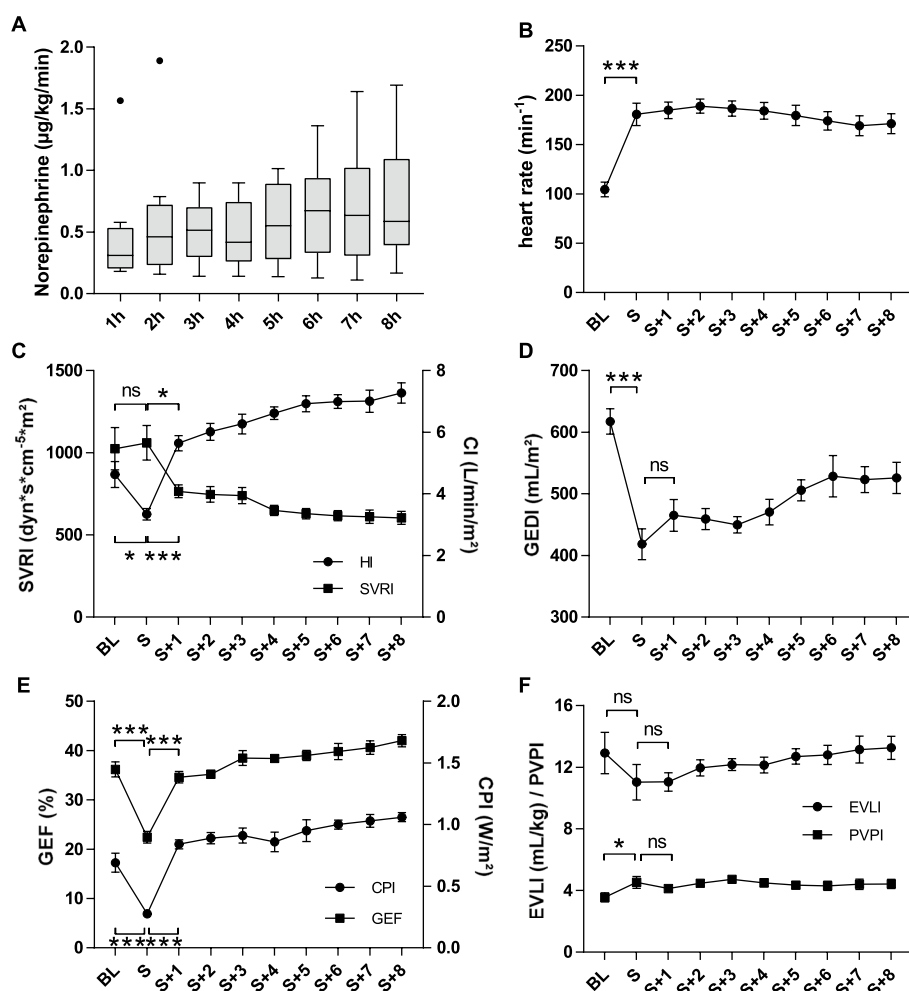 A
Norepinephrine (µg/kg/min)
2.0
1.5
1.0
0.5
0.0
1h 2h 3h 4h 5h 6h 7h 8h
B
heart rate (min⁻¹)
250
200
150
100
50
0
***
BL S S+1 S+2 S+3 S+4 S+5 S+6 S+7 S+8
C
SVRI (dyn*s*cm⁻⁵*m²)
1500
1000
500
0
CI (L/min/m²)
8
6
4
2
0
ns *
* ***
HI
SVRI
BL S S+1 S+2 S+3 S+4 S+5 S+6 S+7 S+8
D
GEDI (mL/m²)
700
600
500
400
300
***
ns
BL S S+1 S+2 S+3 S+4 S+5 S+6 S+7 S+8
E
GEF (%)
50
40
30
20
10
0
CPI (W/m²)
2.0
1.5
1.0
0.5
0.0
*** ***
*** ***
CPI
GEF
BL S S+1 S+2 S+3 S+4 S+5 S+6 S+7 S+8
F
EVLI (mL/kg) / PVPI
16
12
8
4
0
ns
ns
EVLI
PVPI
* ns
BL S S+1 S+2 S+3 S+4 S+5 S+6 S+7 S+8